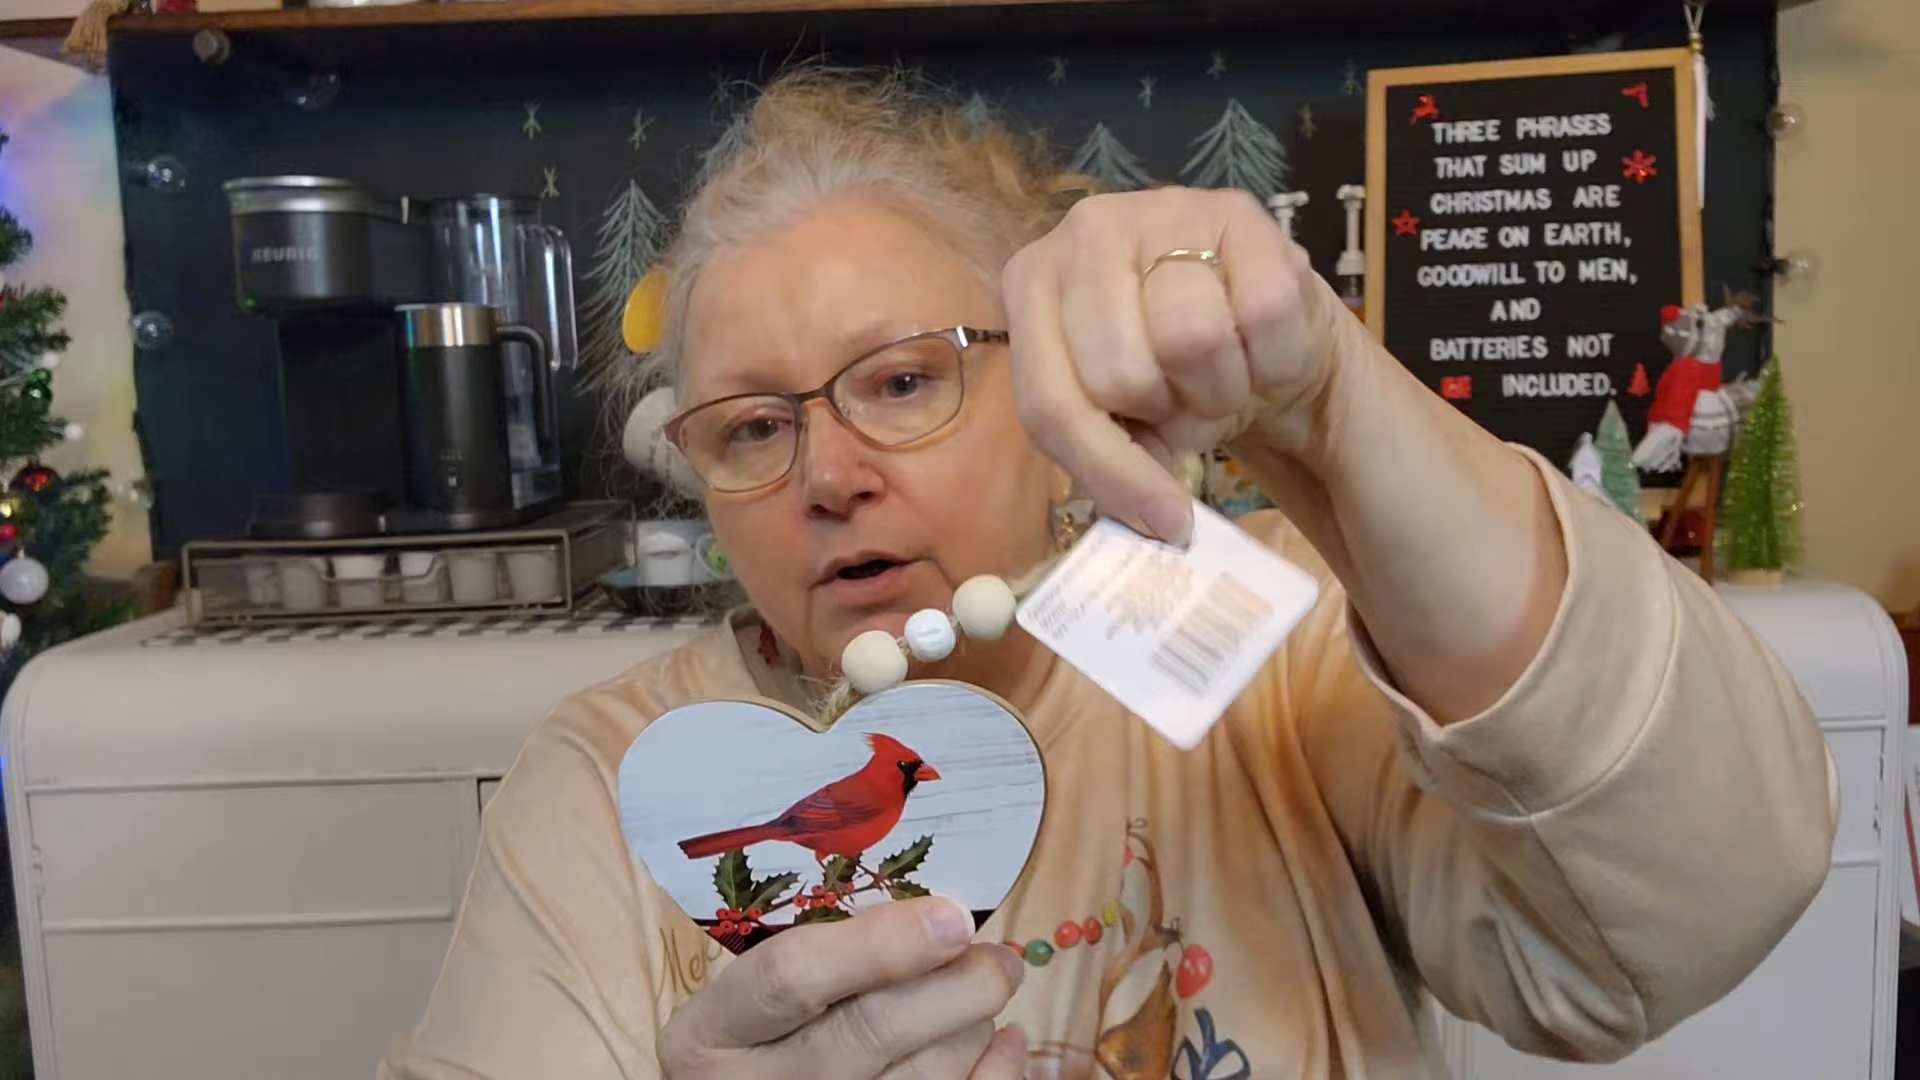 KEURIG
THREE PHRASES
THAT SUM UP
CHRISTMAS ARE
PEACE ON EARTH,
GOODWILL TO MEN,
AND
BATTERIES NOT
INCLUDED.